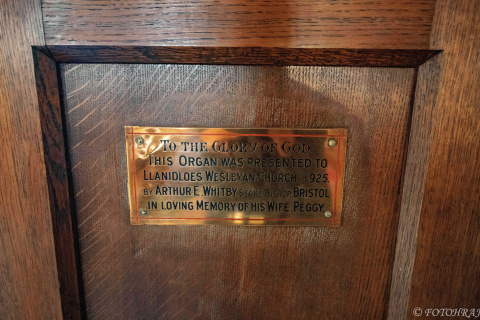 TO THE GLORY OF GOD
THIS ORGAN WAS PRESENTED TO
LLANIDLOES WESLEYAN CHURCH, 1925,
BY ARTHUR E. WHITBY STOKE BISHOP BRISTOL
IN LOVING MEMORY OF HIS WIFE PEGGY.
© FOTOHRAF